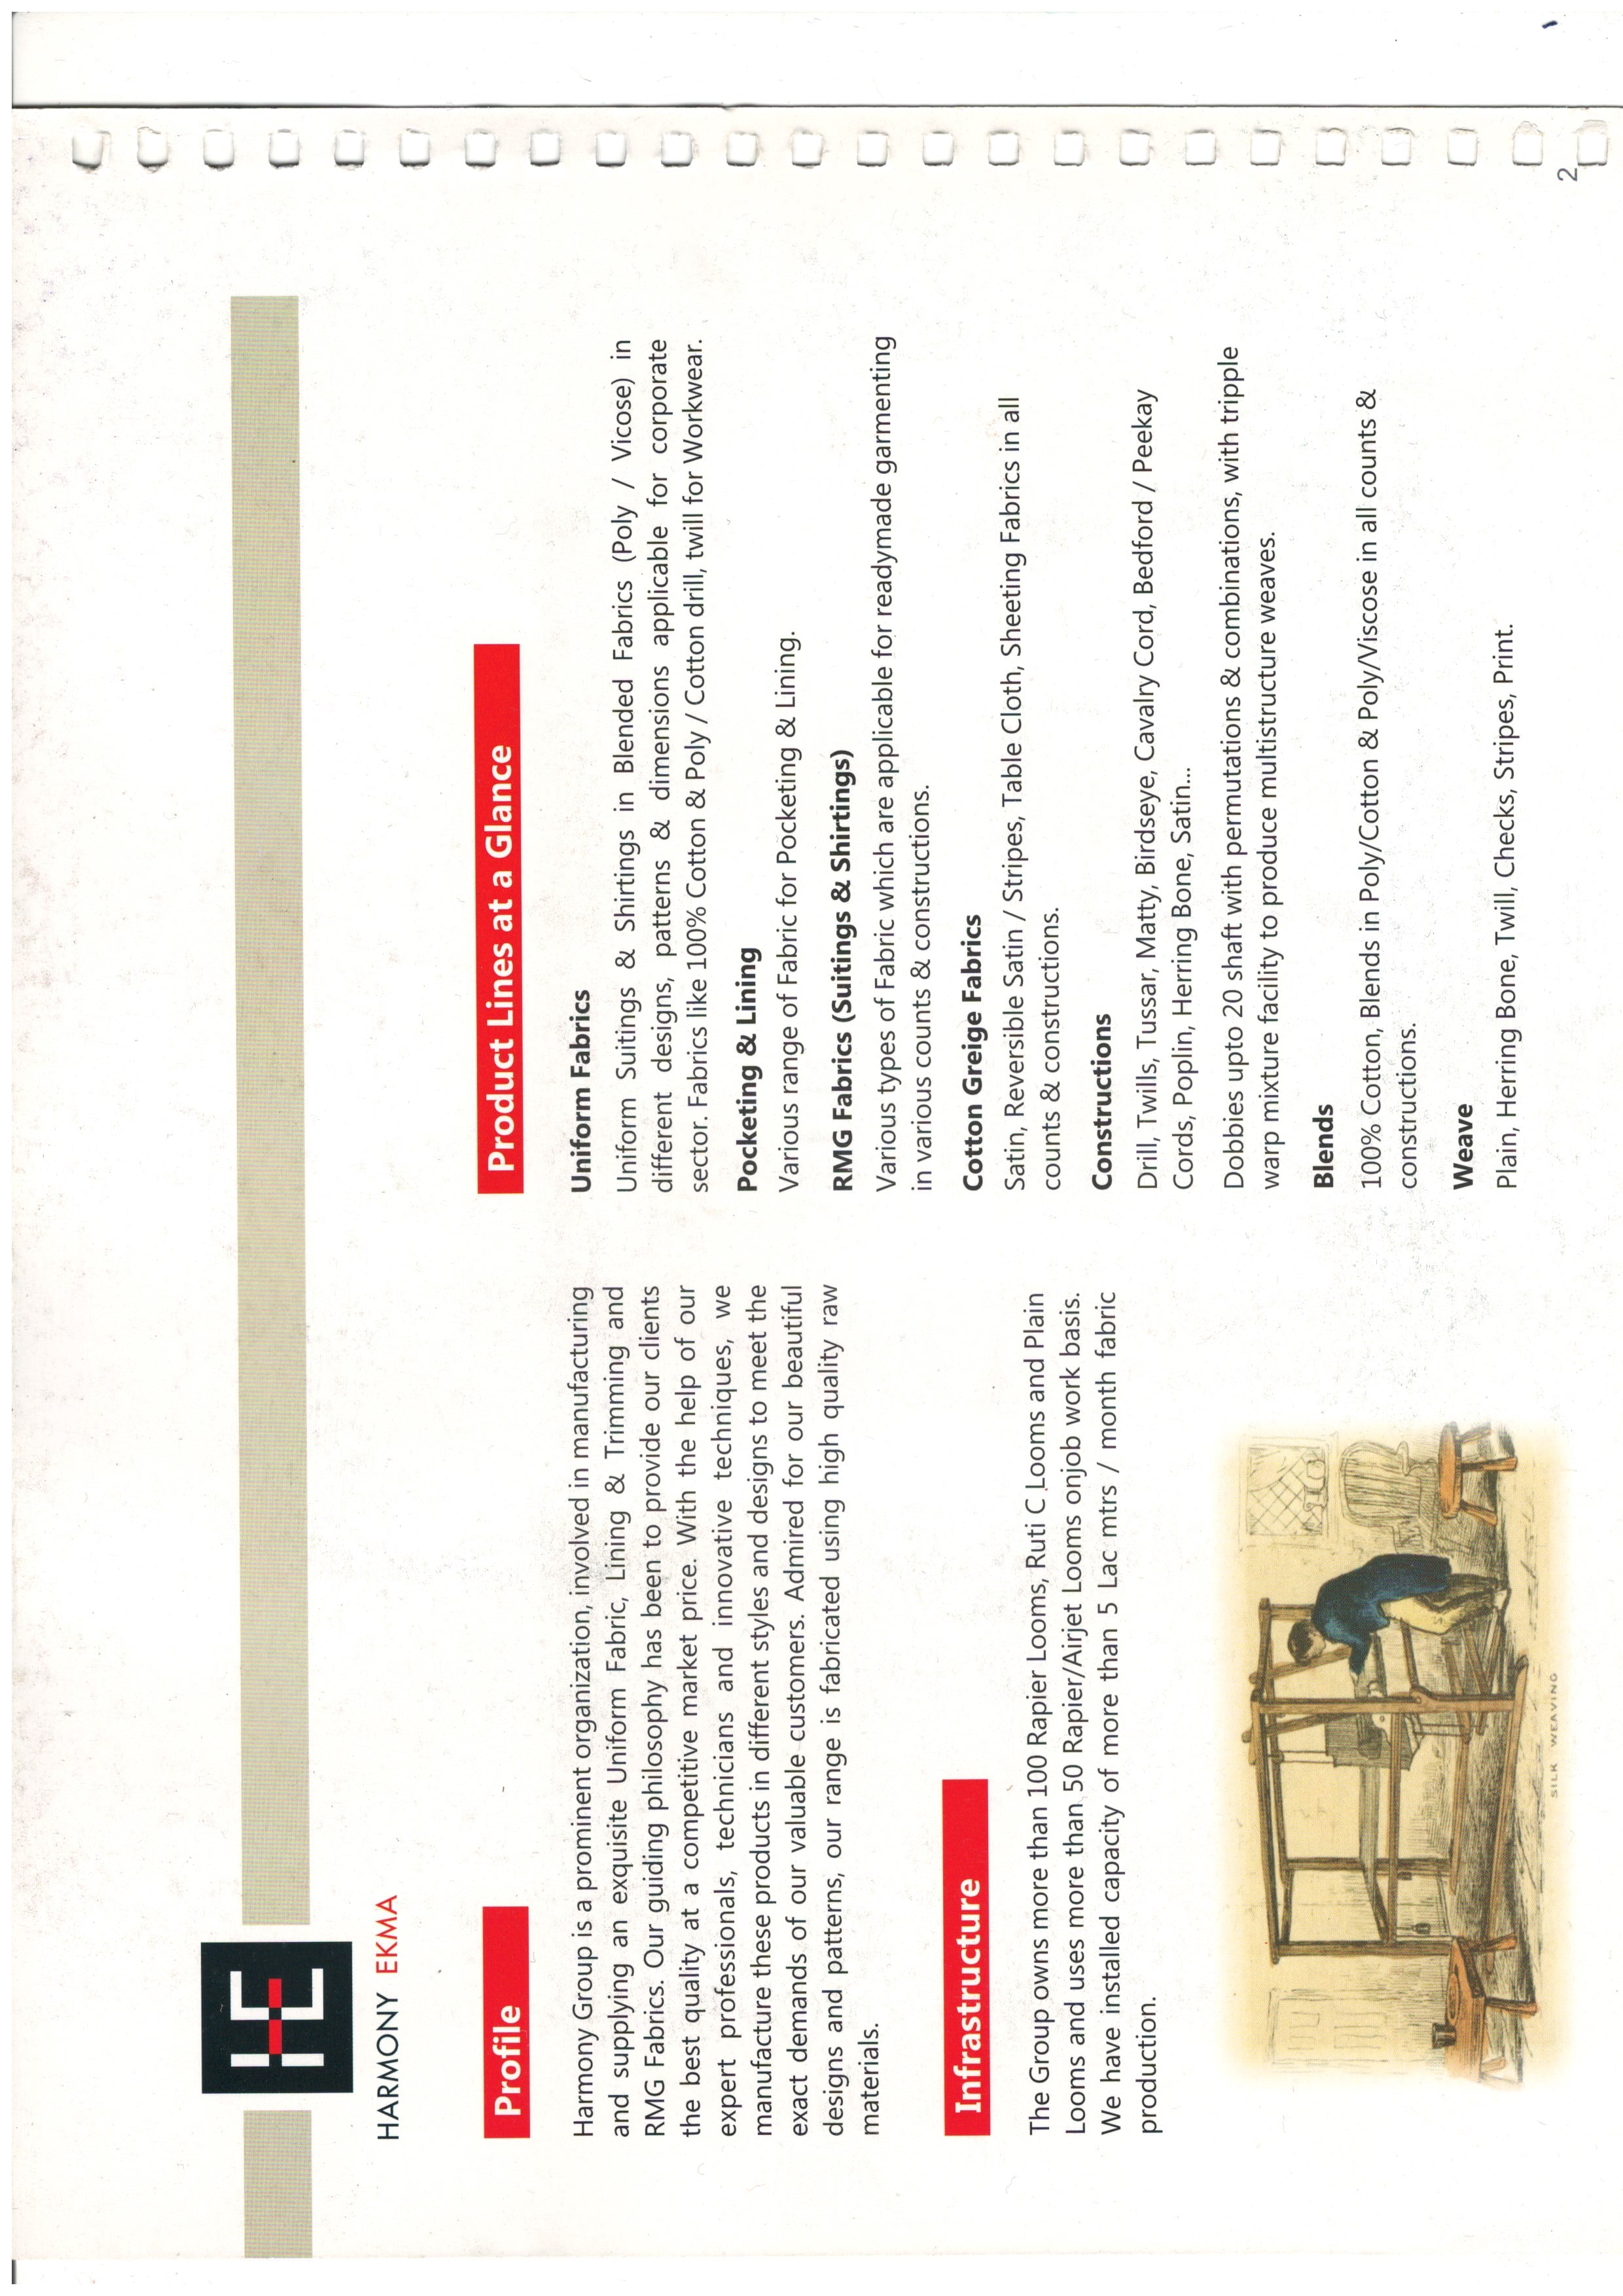 HARMONY EKMA
Profile
Harmony Group is a prominent organization, involved in manufacturing
and supplying an exquisite Uniform Fabric, Lining & Trimming and
RMG Fabrics. Our guiding philosophy has been to provide our clients
the best quality at a competitive market price. With the help of our
expert professionals, technicians and innovative techniques, we
manufacture these products in different styles and designs to meet the
exact demands of our valuable customers. Admired for our beautiful
designs and patterns, our range is fabricated using high quality raw
materials.
Infrastructure
The Group owns more than 100 Rapier Looms, Ruti C Looms and Plain
Looms and uses more than 50 Rapier/Airjet Looms onjob work basis.
We have installed capacity of more than 5 Lac mtrs / month fabric
production.
SILK WEAVING
Product Lines at a Glance
Uniform Fabrics
Uniform Suitings & Shirtings in Blended Fabrics (Poly / Vicose) in
different designs, patterns & dimensions applicable for corporate
sector. Fabrics like 100% Cotton & Poly / Cotton drill, twill for Workwear.
Pocketing & Lining
Various range of Fabric for Pocketing & Lining.
RMG Fabrics (Suitings & Shirtings)
Various types of Fabric which are applicable for readymade garmenting
in various counts & constructions.
Cotton Greige Fabrics
Satin, Reversible Satin / Stripes, Table Cloth, Sheeting Fabrics in all
counts & constructions.
Constructions
Drill, Twills, Tussar, Matty, Birdseye, Cavalry Cord, Bedford / Peekay
Cords, Poplin, Herring Bone, Satin...
Dobbies upto 20 shaft with permutations & combinations, with tripple
warp mixture facility to produce multistructure weaves.
Blends
100% Cotton, Blends in Poly/Cotton & Poly/Viscose in all counts &
constructions.
Weave
Plain, Herring Bone, Twill, Checks, Stripes, Print.
2